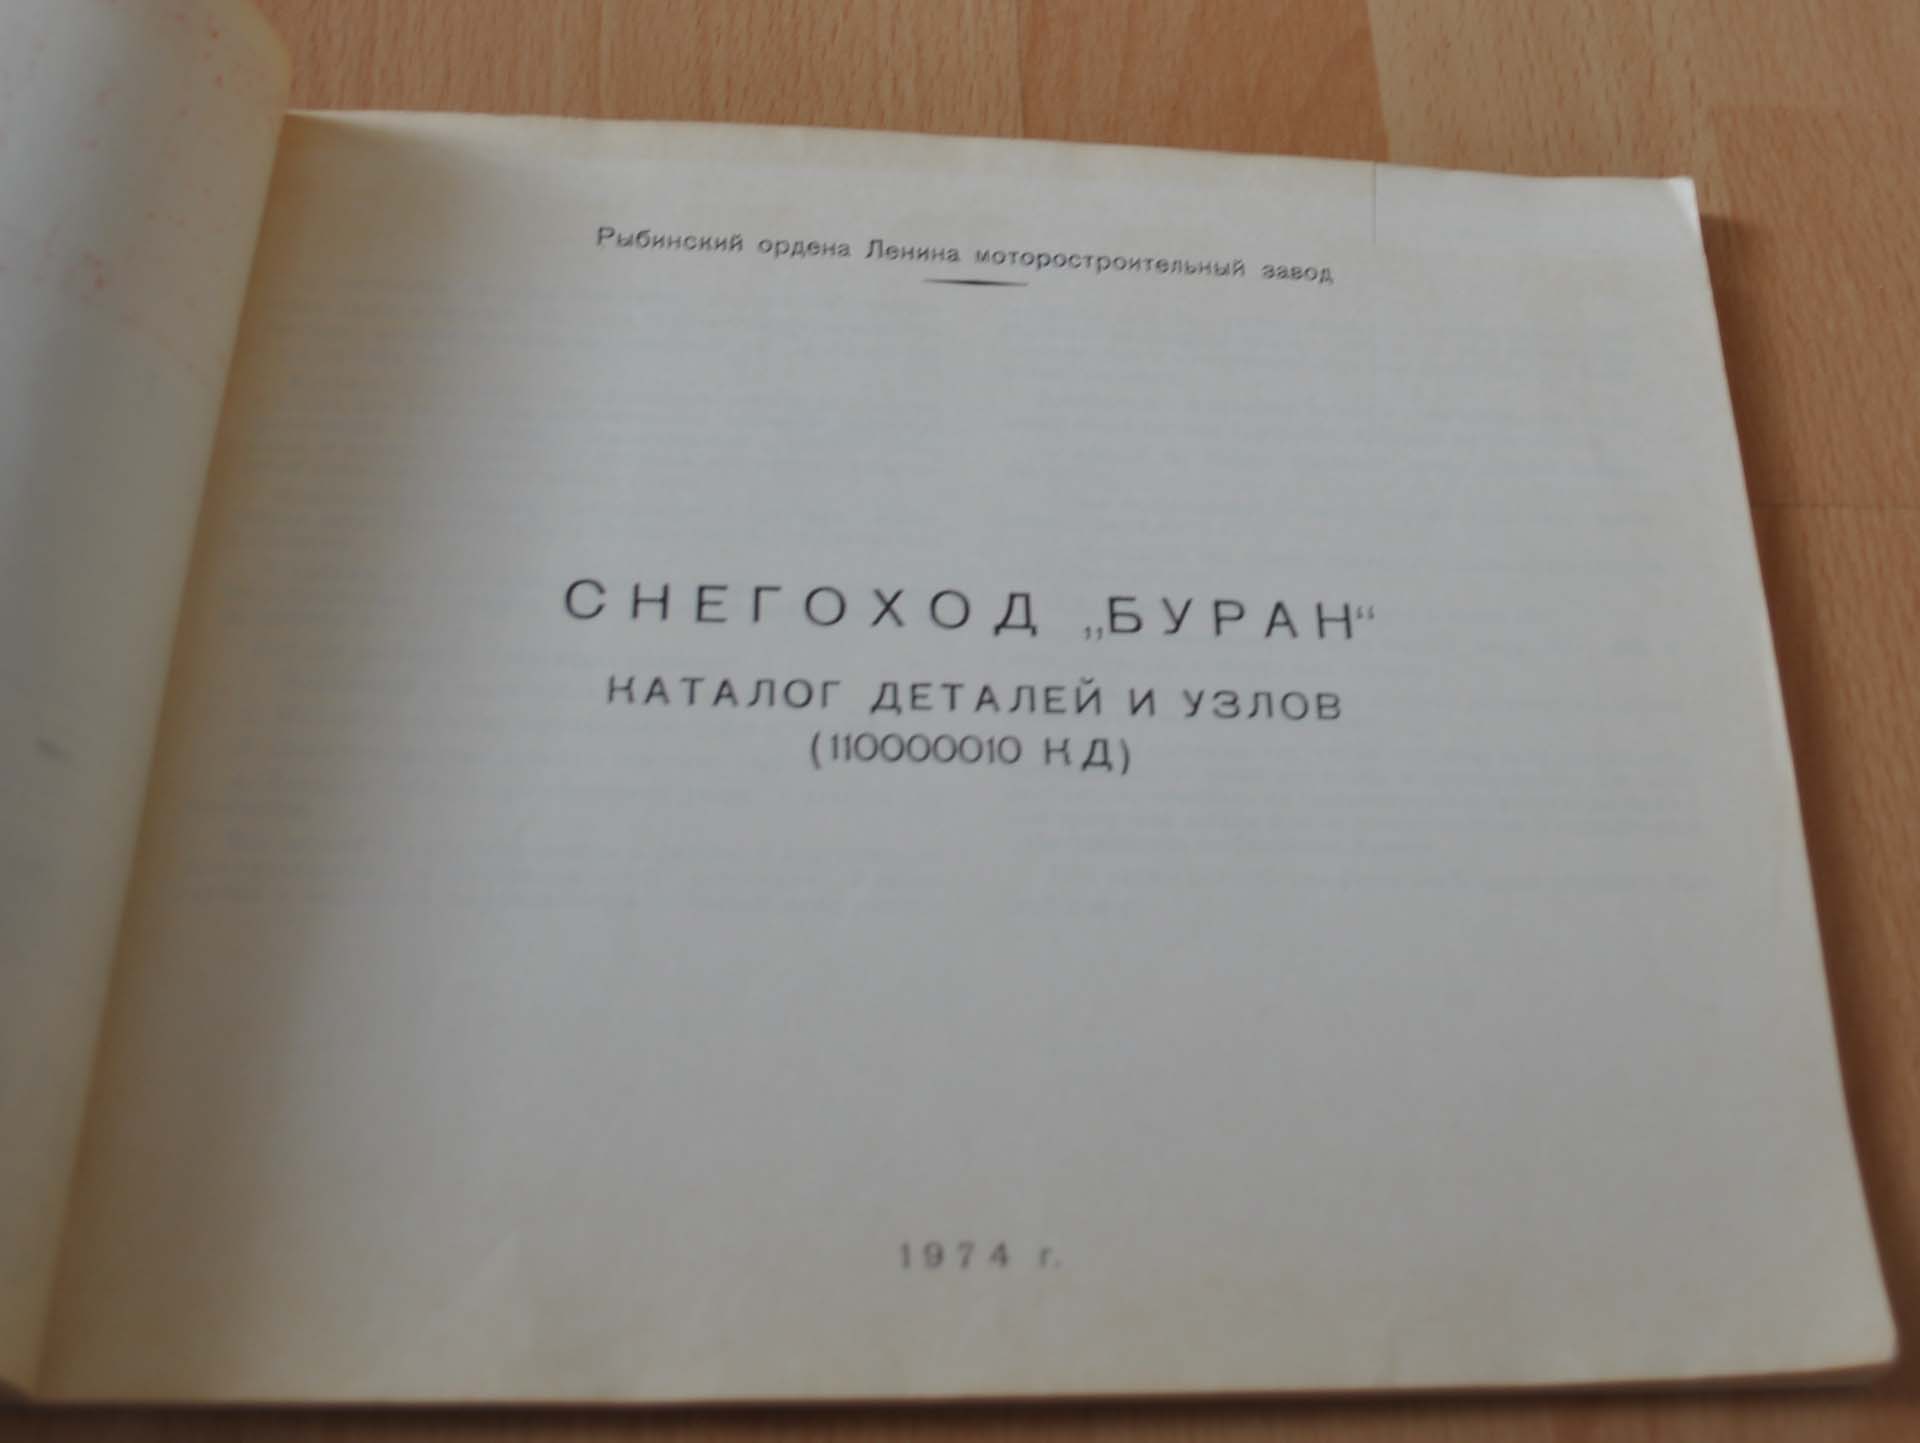 Рыбинский ордена Ленина моторостроительный завод
СНЕГОХОД „БУРАН“
КАТАЛОГ ДЕТАЛЕЙ И УЗЛОВ
(110000010 КД)
1974 г.